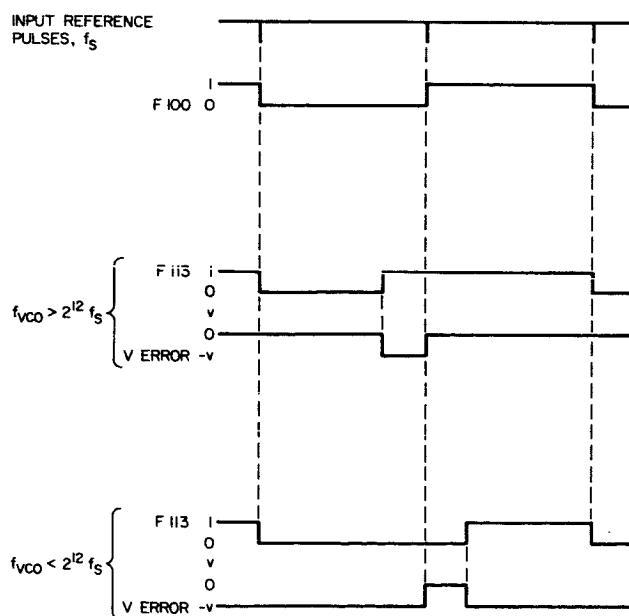 INPUT REFERENCE
PULSES, fS
1
F 100 0
F 113 1
0
v
0
V ERROR -v
fVCO > 2^12 fS
F 113 1
0
v
0
V ERROR -v
fVCO < 2^12 fS